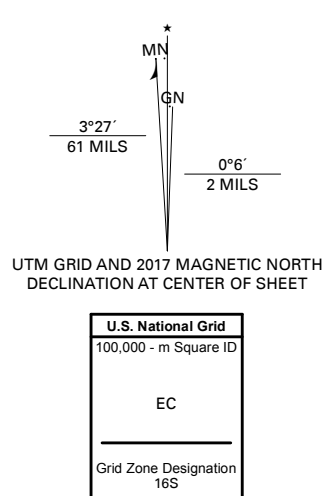 ★
MN
GN
3°27´
61 MILS
0°6´
2 MILS
UTM GRID AND 2017 MAGNETIC NORTH
DECLINATION AT CENTER OF SHEET
U.S. National Grid
100,000 - m Square ID
EC
Grid Zone Designation
16S